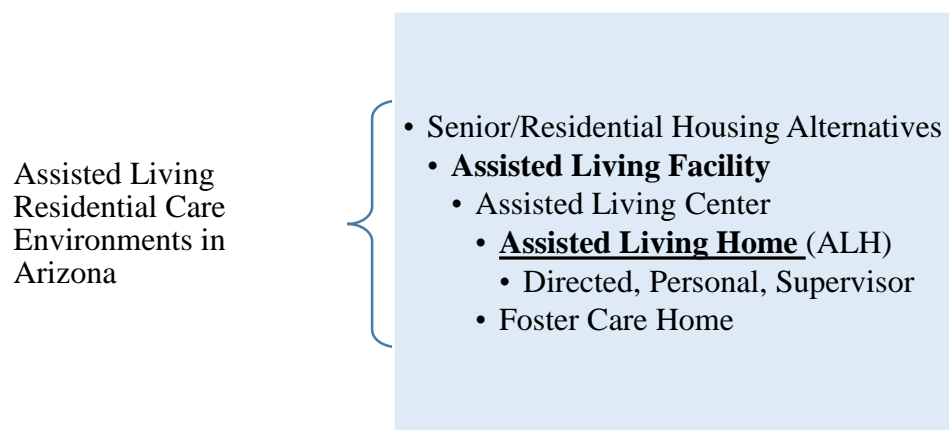 Assisted Living
Residential Care
Environments in
Arizona
• Senior/Residential Housing Alternatives
• Assisted Living Facility
• Assisted Living Center
• Assisted Living Home (ALH)
• Directed, Personal, Supervisor
• Foster Care Home